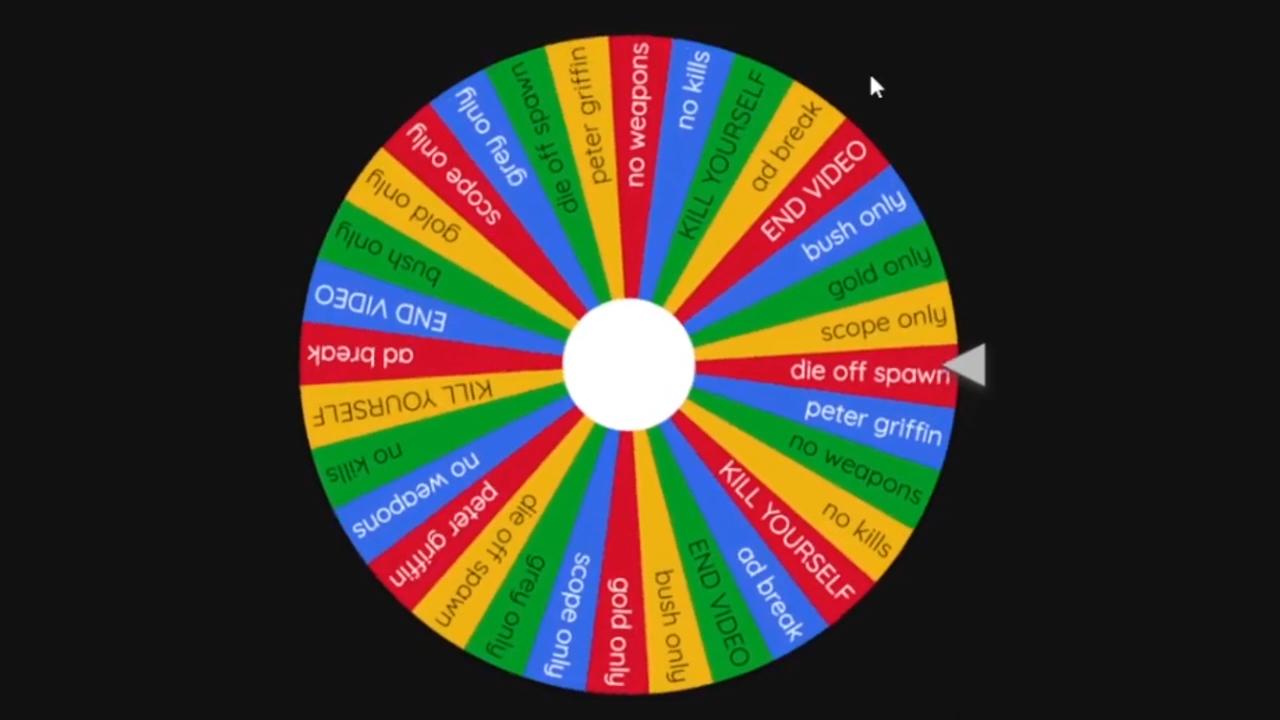 no weapons
no kills
KILL YOURSELF
ad break
END VIDEO
bush only
gold only
scope only
die off spawn
peter griffin
no weapons
no kills
KILL YOURSELF
ad break
END VIDEO
bush only
gold only
scope only
grey only
die off spawn
peter griffin
no weapons
no kills
KILL YOURSELF
ad break
END VIDEO
bush only
gold only
scope only
grey only
die off spawn
peter griffin